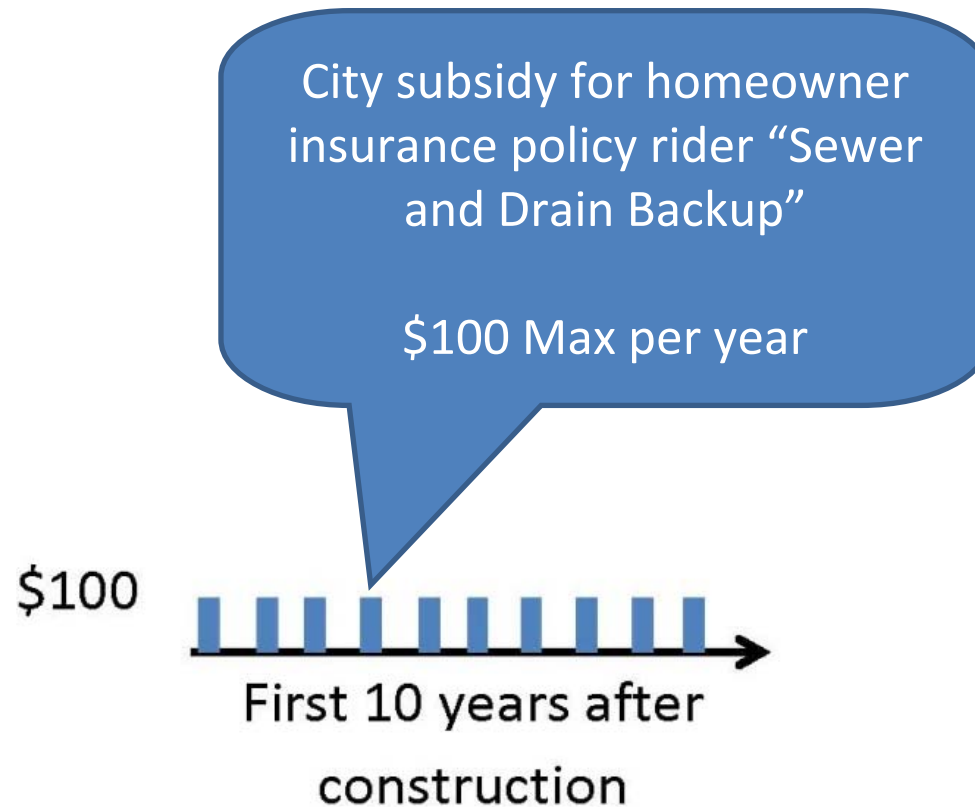 City subsidy for homeowner
insurance policy rider “Sewer
and Drain Backup”
$100 Max per year
$100
First 10 years after
construction